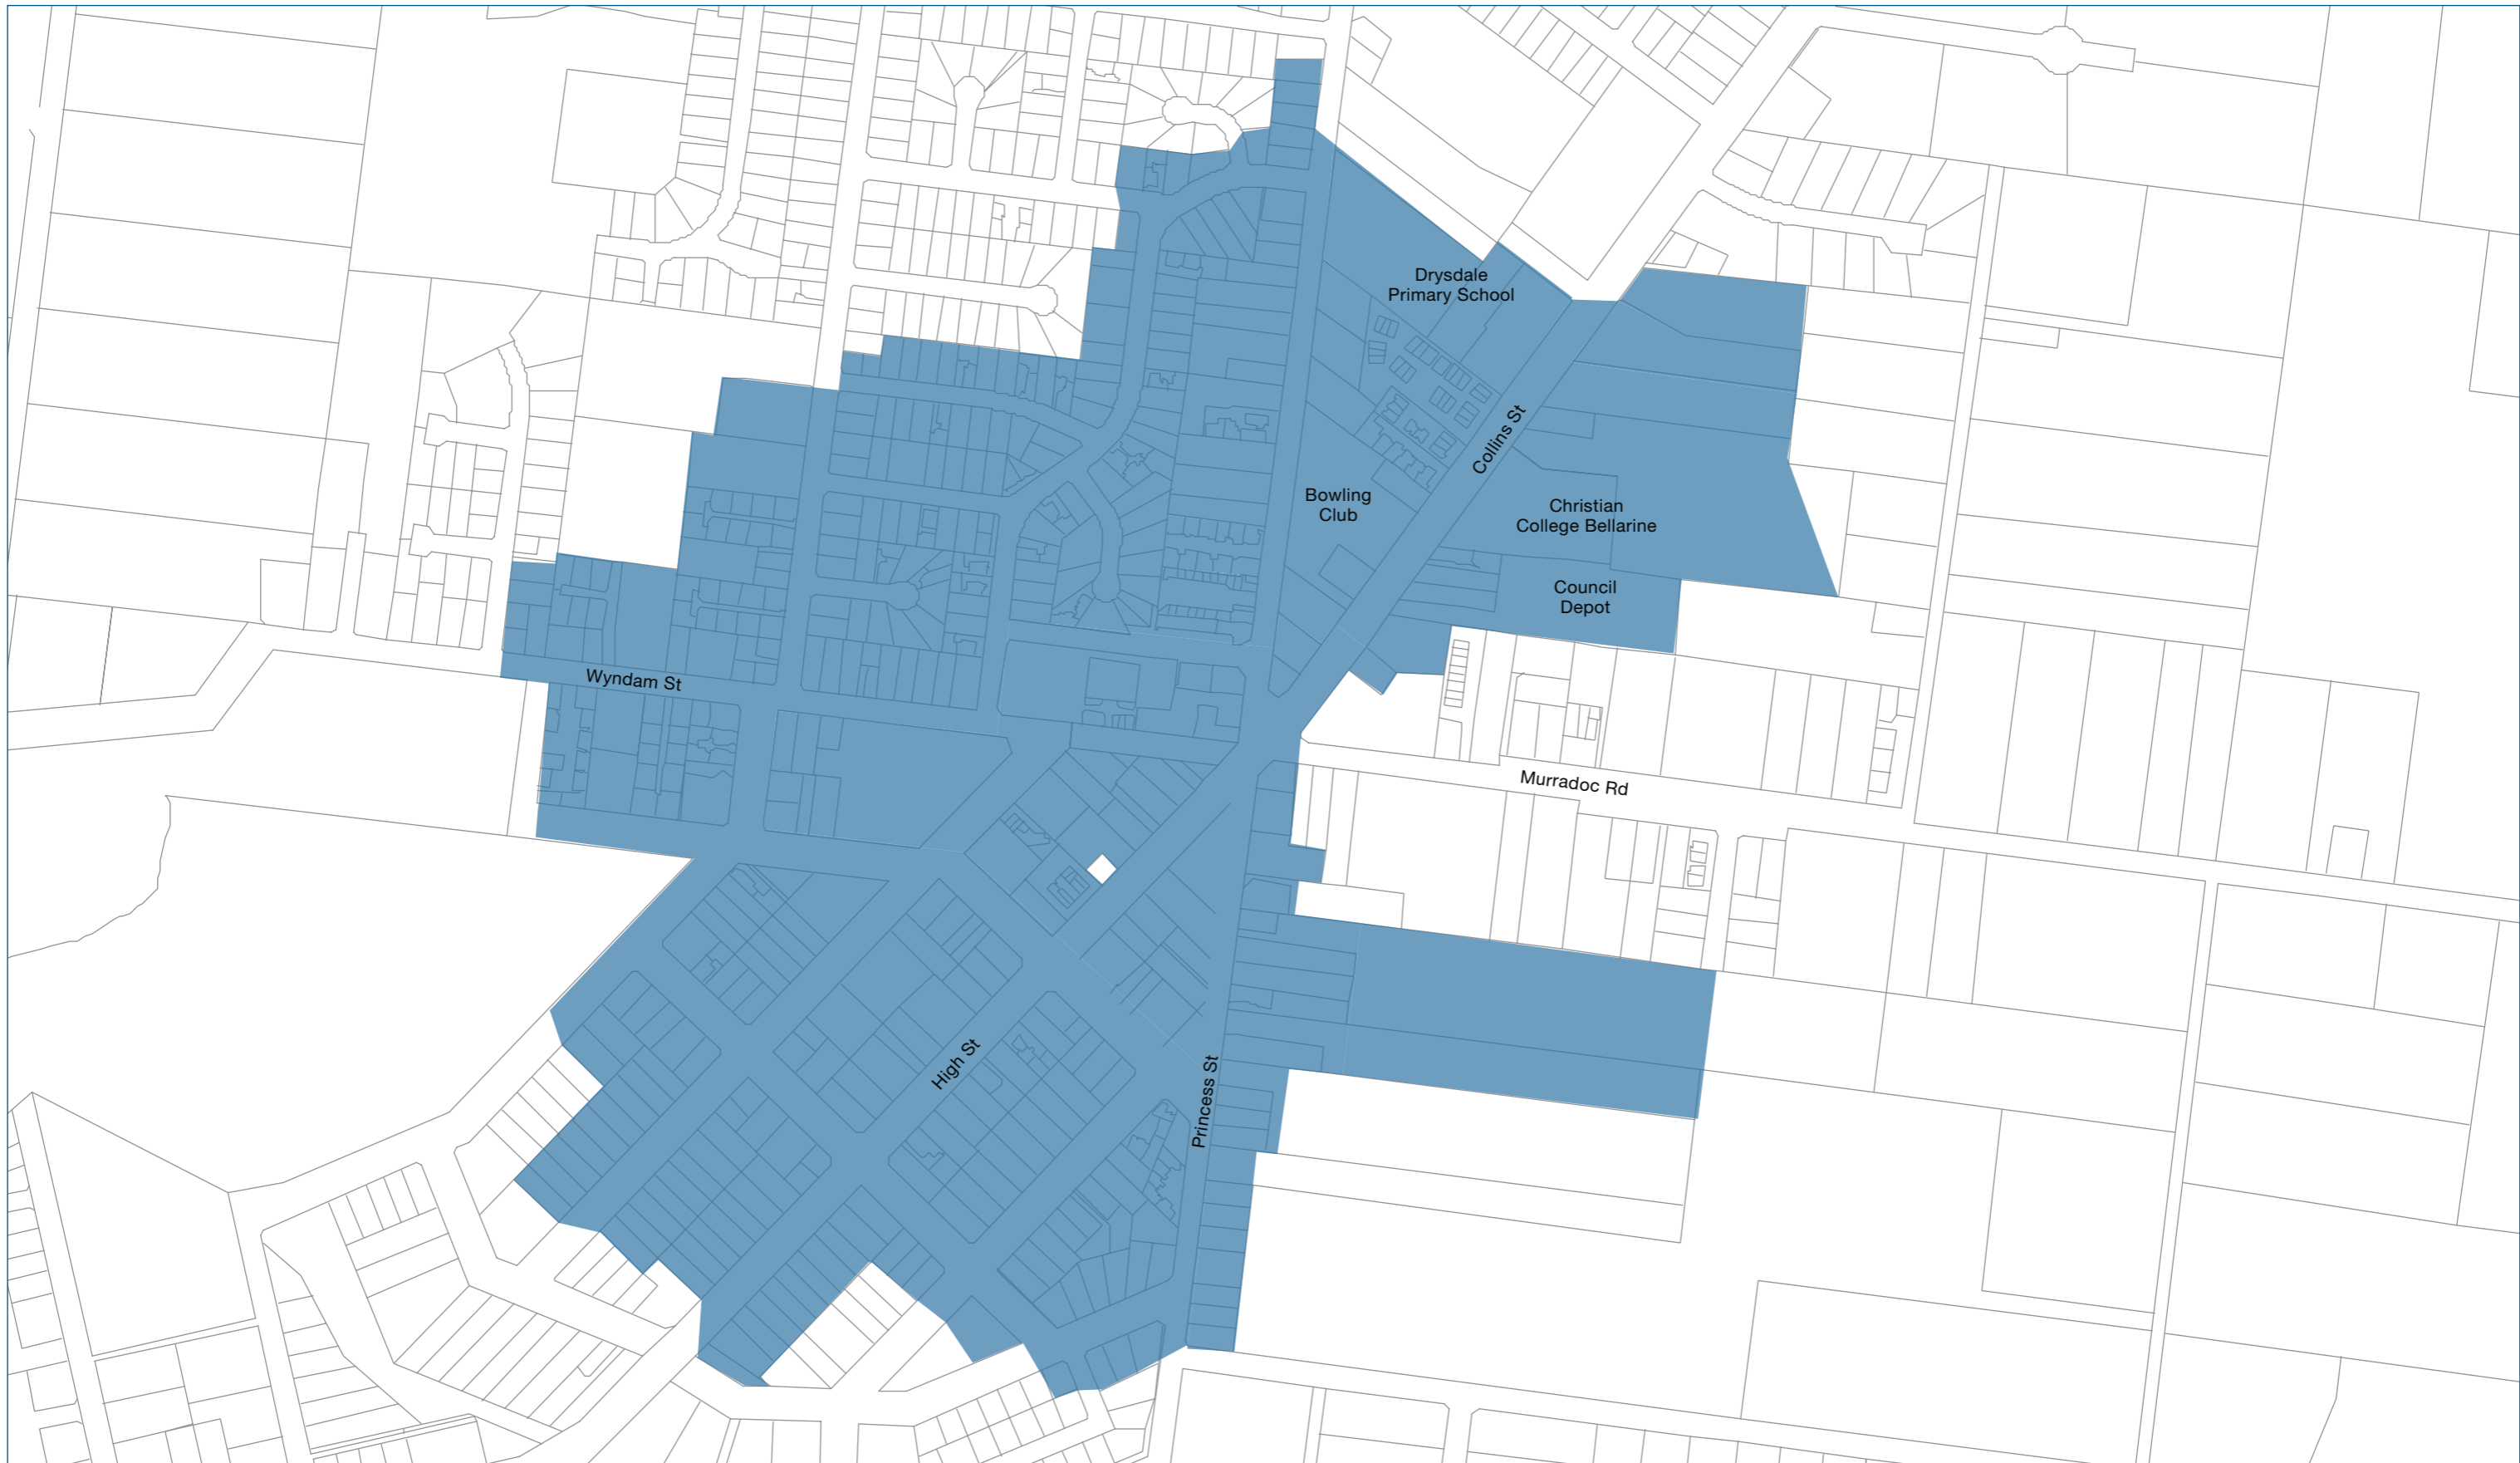 Drysdale
Primary School
Collins St
Bowling
Club
Christian
College Bellarine
Council
Depot
Wyndam St
Murradoc Rd
High St
Princess St